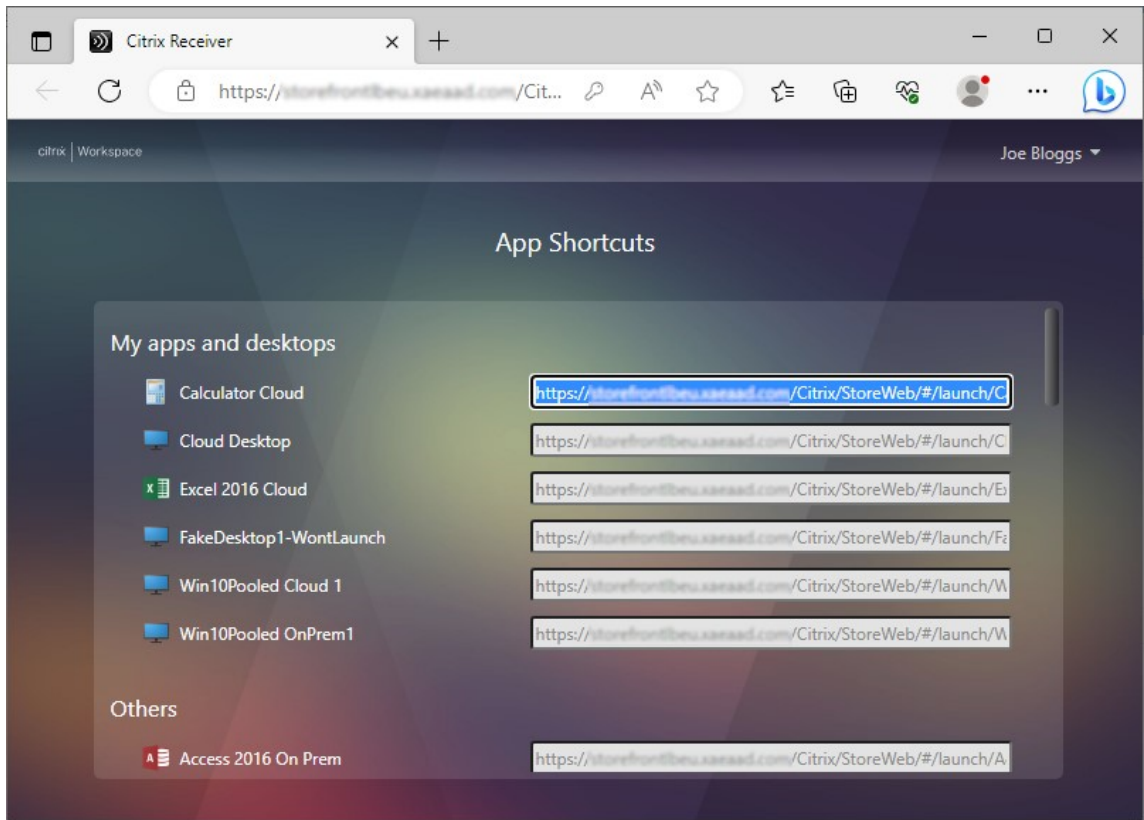 Citrix Receiver
https:// /Cit...
citrix | Workspace
Joe Bloggs
App Shortcuts
My apps and desktops
Calculator Cloud https:// /Citrix/StoreWeb/#/launch/C
Cloud Desktop https:// /Citrix/StoreWeb/#/launch/C
Excel 2016 Cloud https:// /Citrix/StoreWeb/#/launch/Ex
FakeDesktop1-WontLaunch https:// /Citrix/StoreWeb/#/launch/Fa
Win10Pooled Cloud 1 https:// /Citrix/StoreWeb/#/launch/W
Win10Pooled OnPrem1 https:// /Citrix/StoreWeb/#/launch/W
Others
Access 2016 On Prem https:// /Citrix/StoreWeb/#/launch/A